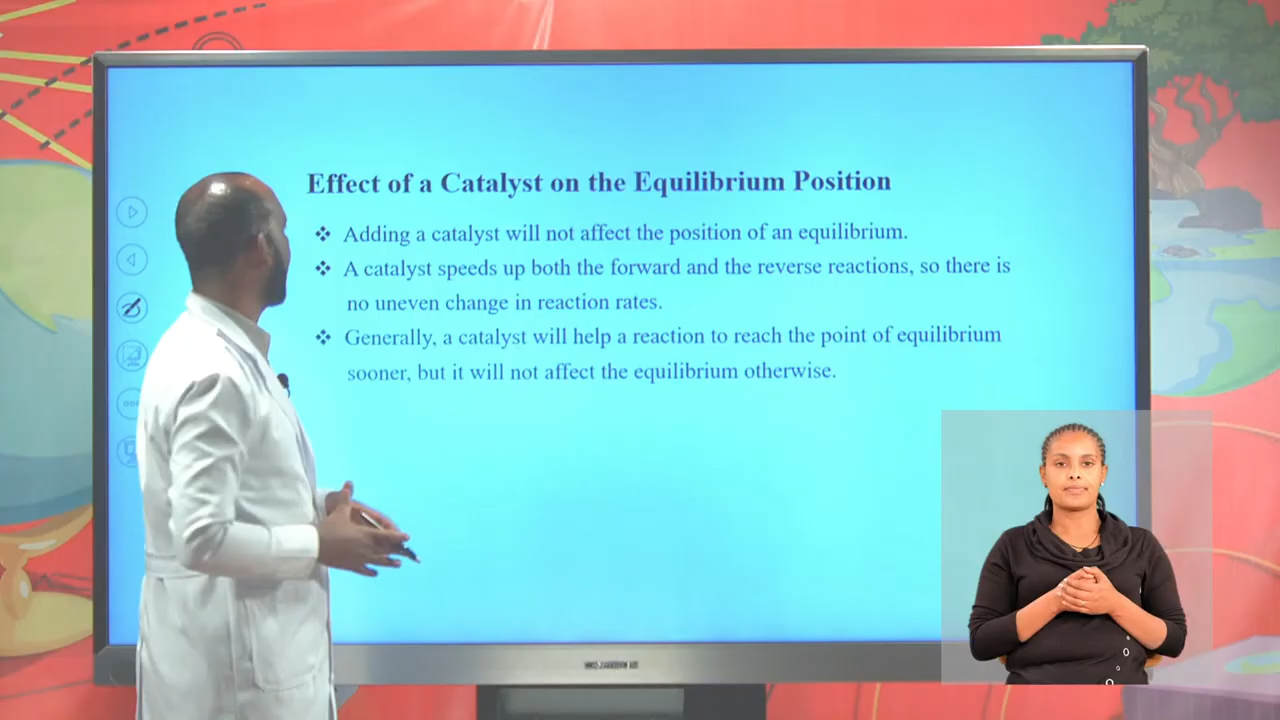 Effect of a Catalyst on the Equilibrium Position
❖ Adding a catalyst will not affect the position of an equilibrium.
❖ A catalyst speeds up both the forward and the reverse reactions, so there is
no uneven change in reaction rates.
❖ Generally, a catalyst will help a reaction to reach the point of equilibrium
sooner, but it will not affect the equilibrium otherwise.